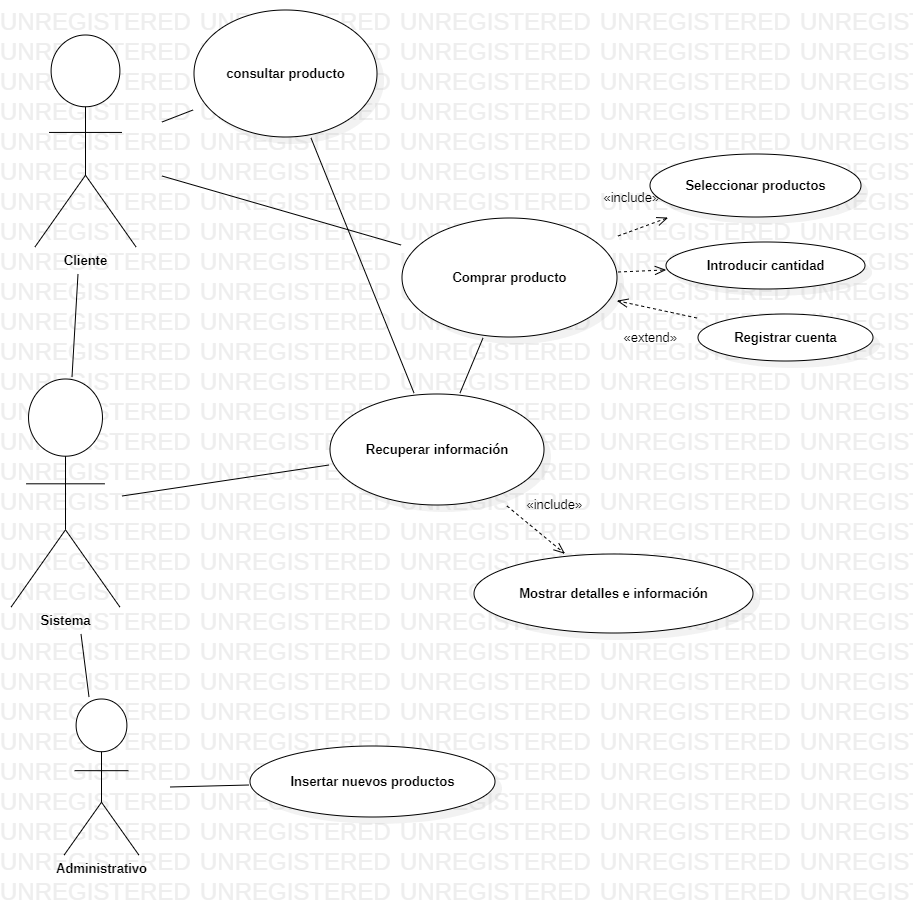 consultar producto
Seleccionar productos
«include»
Cliente
Introducir cantidad
Comprar producto
«extend»
Registrar cuenta
Recuperar información
«include»
Mostrar detalles e información
Sistema
Insertar nuevos productos
Administrativo
UNREGISTERED